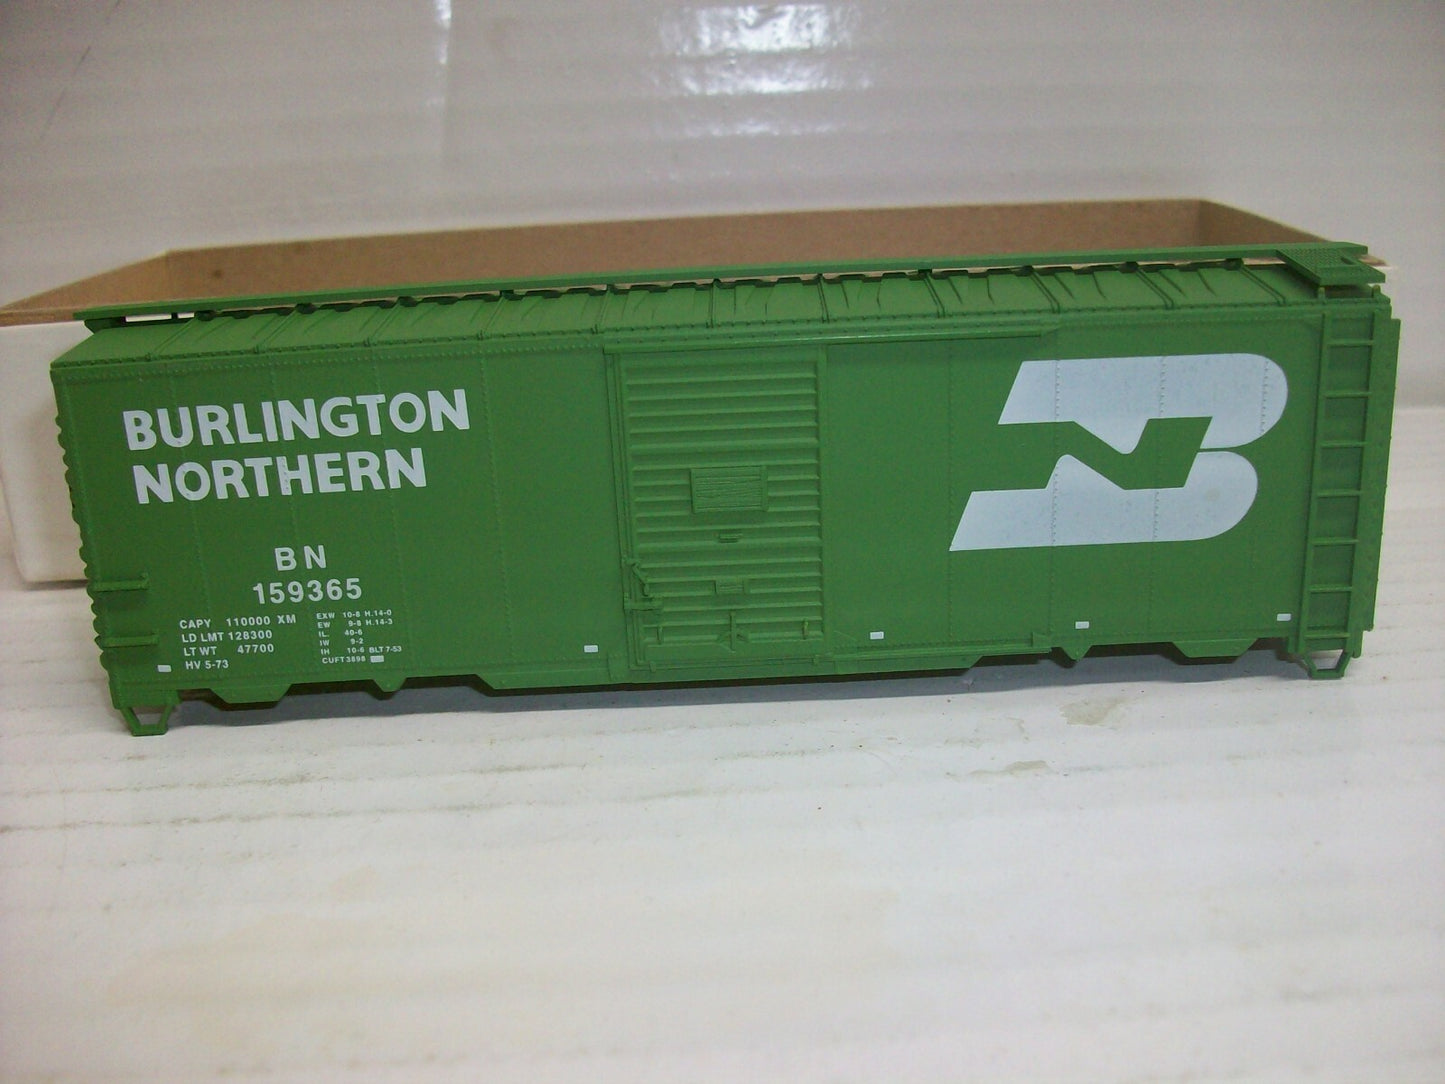 BURLINGTON
NORTHERN
BN
159365
CAPY 110000 XM
LD LMT 128300
LT WT 47700
HV 5-73
EXW 10-8 H.14-0
EW 9-8 H.14-3
IL. 40-6
IW 9-2
IH 10-6 BLT 7-53
CUFT 3898
BN